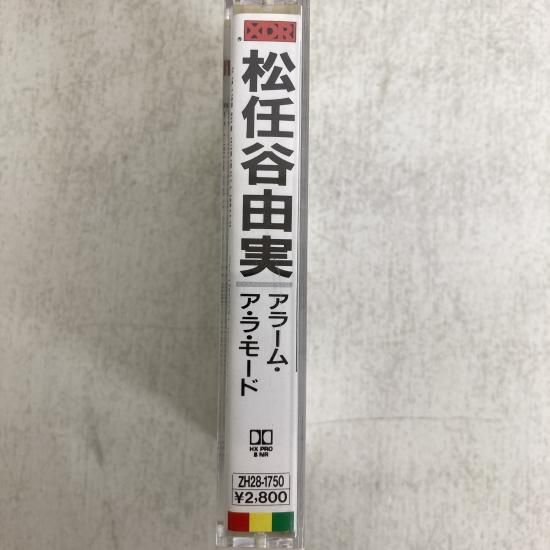 XDR
松任谷由実
アラーム・
ア・ラ・モード
HX PRO
B NR
ZH28-1750
¥2,800